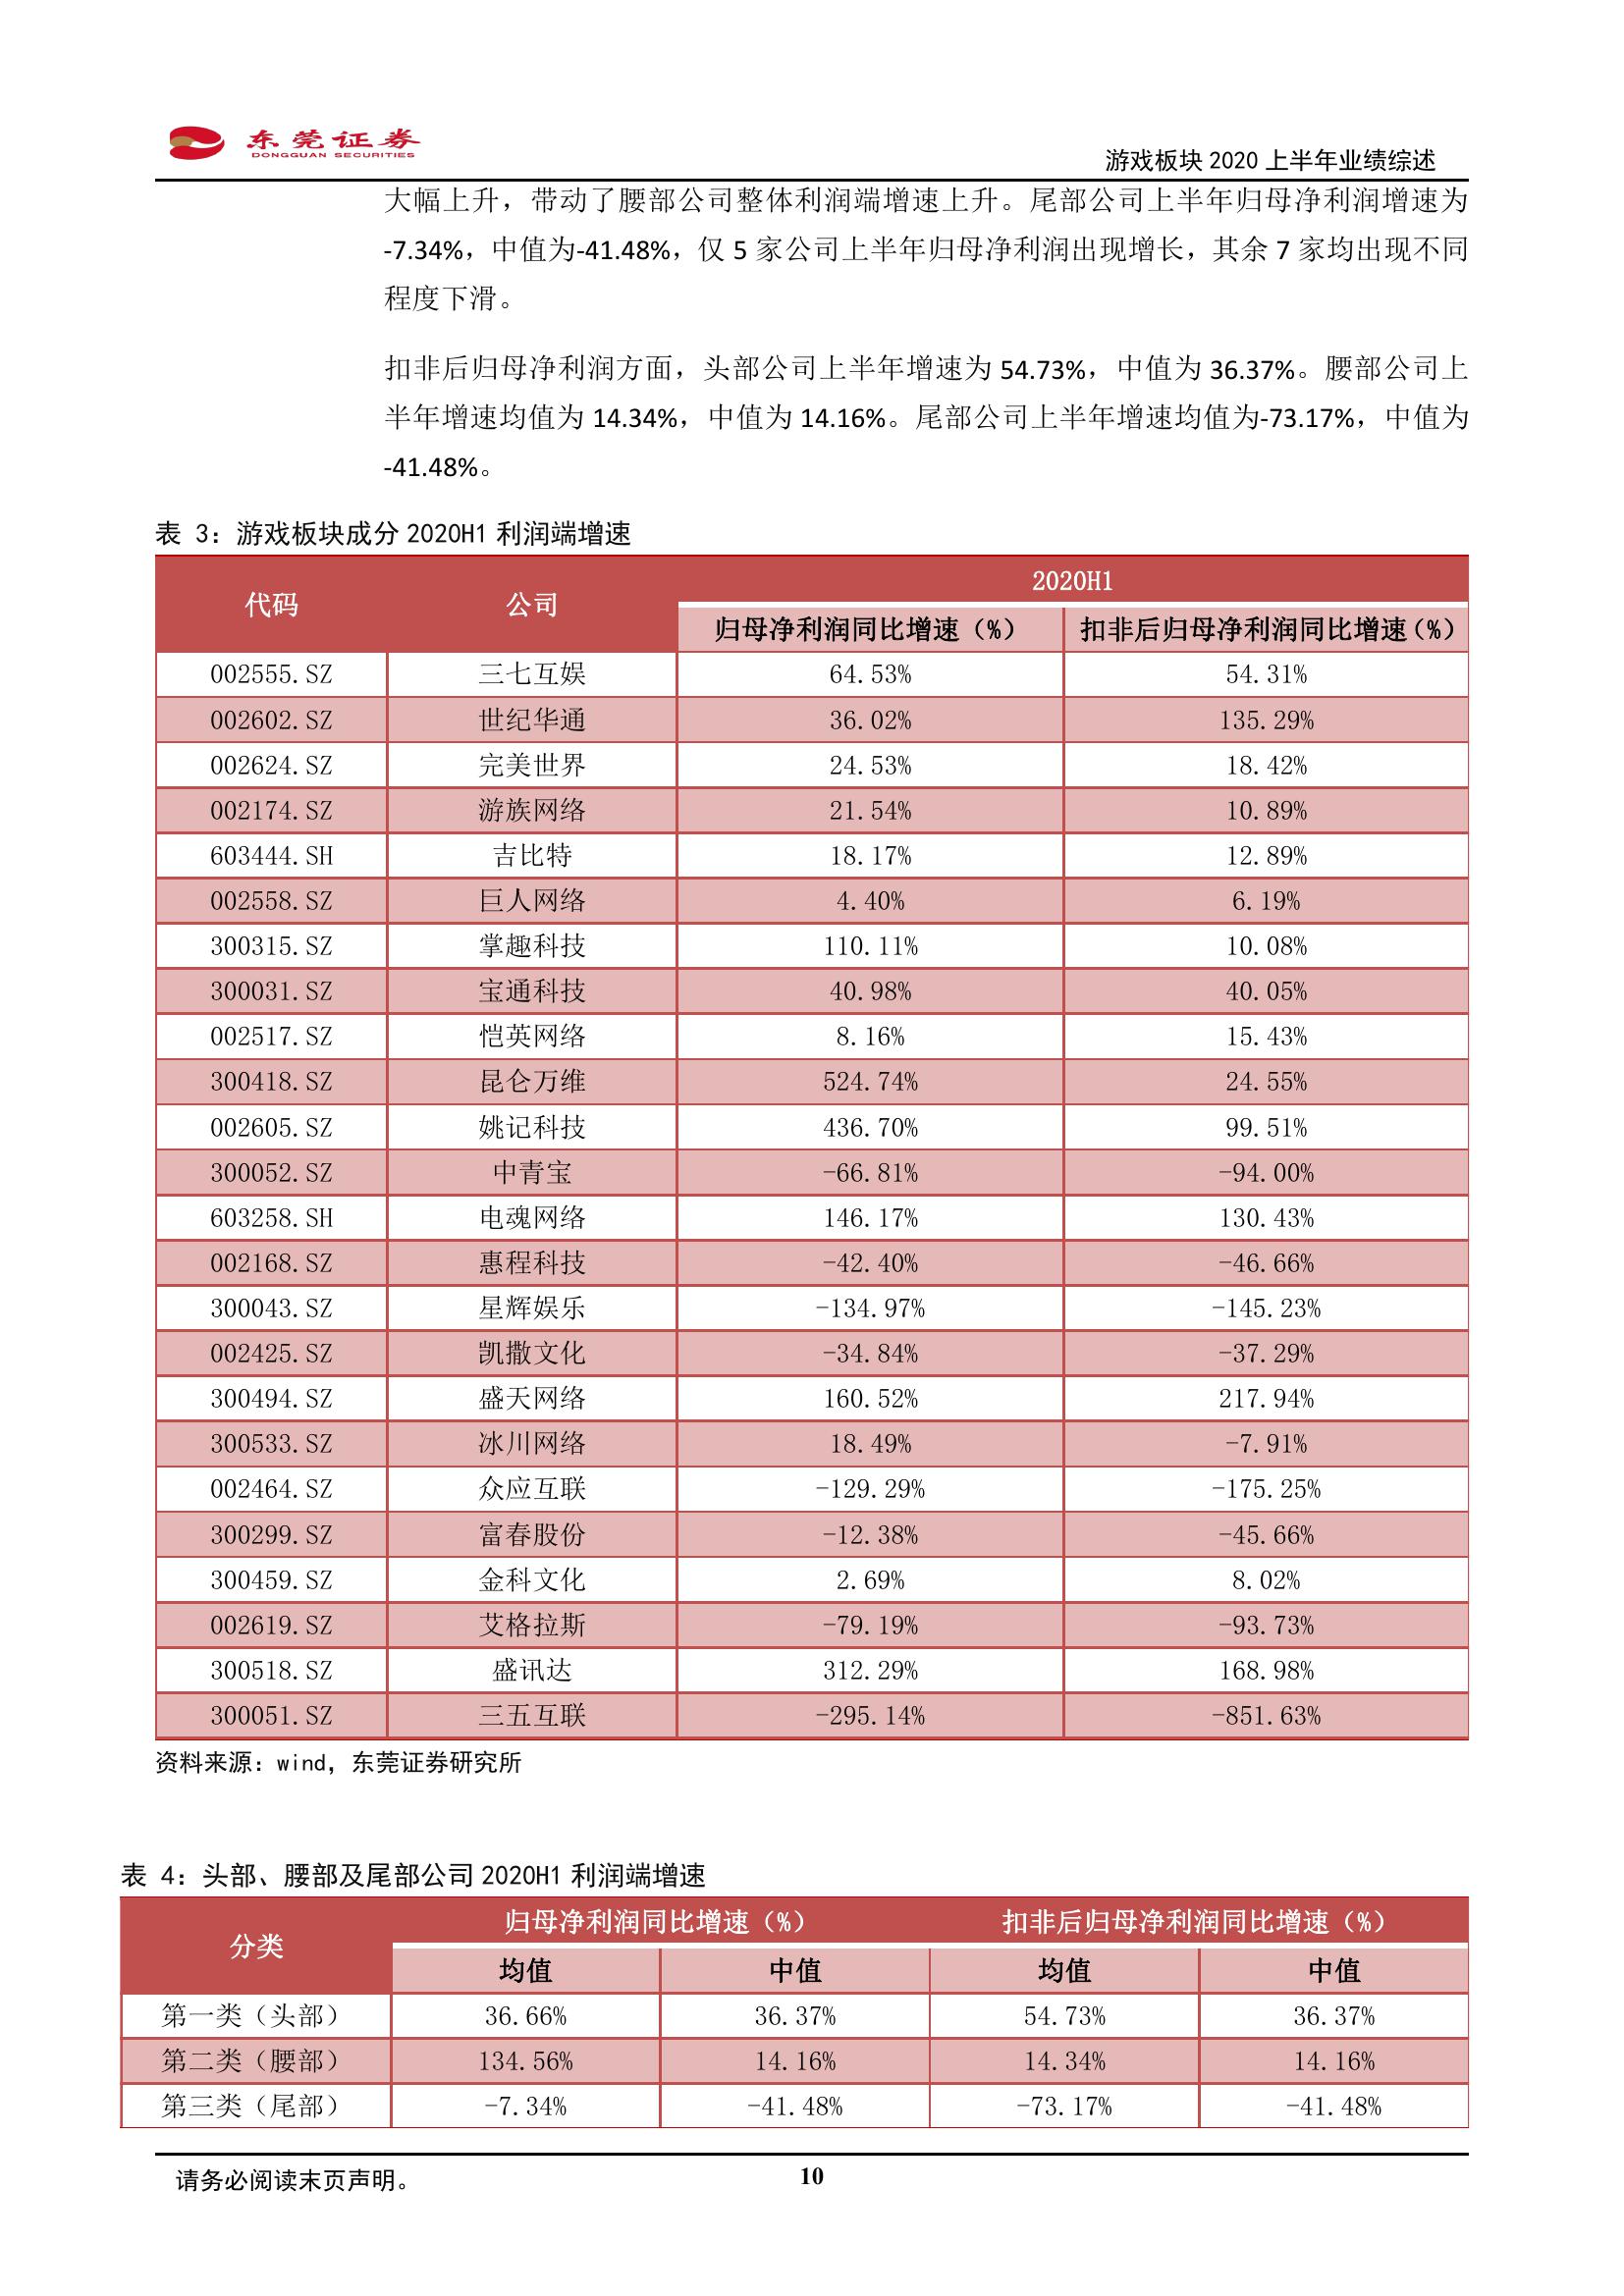 东莞证券
DONGGUAN SECURITIES
游戏板块 2020 上半年业绩综述
大幅上升，带动了腰部公司整体利润端增速上升。尾部公司上半年归母净利润增速为
-7.34%，中值为-41.48%，仅 5 家公司上半年归母净利润出现增长，其余 7 家均出现不同
程度下滑。
扣非后归母净利润方面，头部公司上半年增速为 54.73%，中值为 36.37%。腰部公司上
半年增速均值为 14.34%，中值为 14.16%。尾部公司上半年增速均值为-73.17%，中值为
-41.48%。
表 3：游戏板块成分 2020H1 利润端增速
代码 公司 2020H1
归母净利润同比增速（%） 扣非后归母净利润同比增速（%）
002555.SZ 三七互娱 64.53% 54.31%
002602.SZ 世纪华通 36.02% 135.29%
002624.SZ 完美世界 24.53% 18.42%
002174.SZ 游族网络 21.54% 10.89%
603444.SH 吉比特 18.17% 12.89%
002558.SZ 巨人网络 4.40% 6.19%
300315.SZ 掌趣科技 110.11% 10.08%
300031.SZ 宝通科技 40.98% 40.05%
002517.SZ 恺英网络 8.16% 15.43%
300418.SZ 昆仑万维 524.74% 24.55%
002605.SZ 姚记科技 436.70% 99.51%
300052.SZ 中青宝 -66.81% -94.00%
603258.SH 电魂网络 146.17% 130.43%
002168.SZ 惠程科技 -42.40% -46.66%
300043.SZ 星辉娱乐 -134.97% -145.23%
002425.SZ 凯撒文化 -34.84% -37.29%
300494.SZ 盛天网络 160.52% 217.94%
300533.SZ 冰川网络 18.49% -7.91%
002464.SZ 众应互联 -129.29% -175.25%
300299.SZ 富春股份 -12.38% -45.66%
300459.SZ 金科文化 2.69% 8.02%
002619.SZ 艾格拉斯 -79.19% -93.73%
300518.SZ 盛讯达 312.29% 168.98%
300051.SZ 三五互联 -295.14% -851.63%
资料来源：wind，东莞证券研究所
表 4：头部、腰部及尾部公司 2020H1 利润端增速
分类 归母净利润同比增速（%） 扣非后归母净利润同比增速（%）
均值 中值 均值 中值
第一类（头部） 36.66% 36.37% 54.73% 36.37%
第二类（腰部） 134.56% 14.16% 14.34% 14.16%
第三类（尾部） -7.34% -41.48% -73.17% -41.48%
请务必阅读末页声明。
10